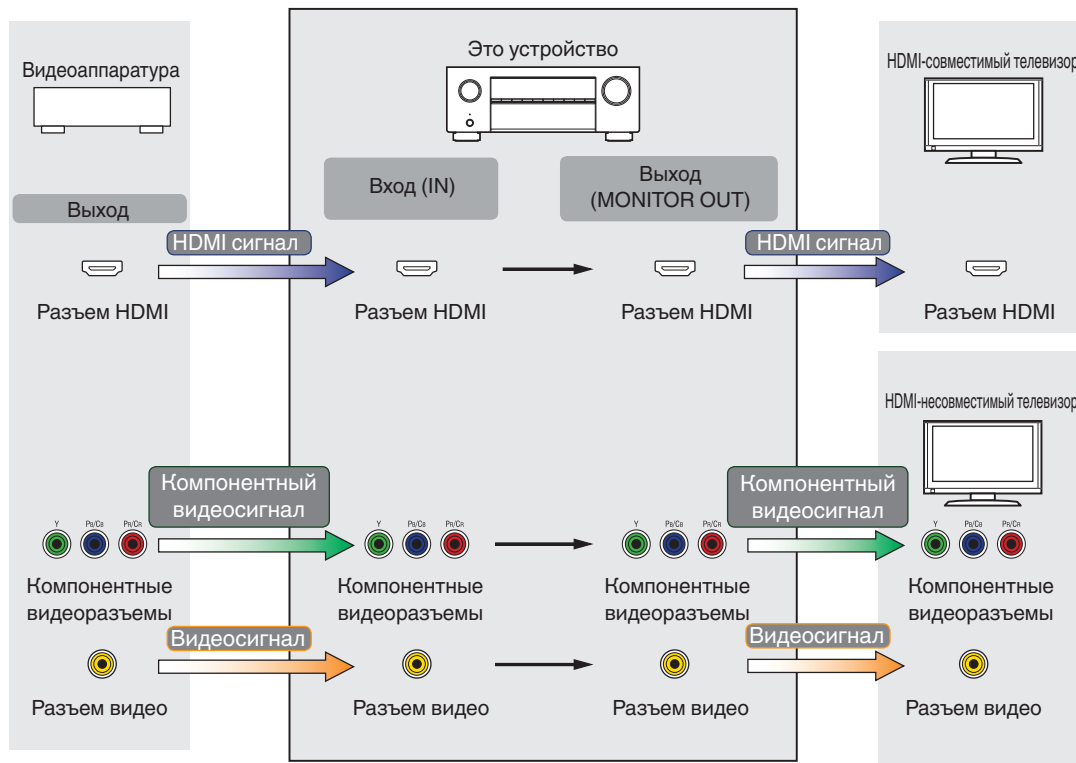 Это устройство
Видеоаппаратура
HDMI-совместимый телевизор
Вход (IN)
Выход
(MONITOR OUT)
Выход
HDMI сигнал
HDMI сигнал
Разъем HDMI
Разъем HDMI
Разъем HDMI
Разъем HDMI
HDMI-несовместимый телевизор
Компонентный
видеосигнал
Компонентный
видеосигнал
Y PB/CB PR/CR
Y PB/CB PR/CR
Y PB/CB PR/CR
Y PB/CB PR/CR
Компонентные
видеоразъемы
Компонентные
видеоразъемы
Компонентные
видеоразъемы
Компонентные
видеоразъемы
Видеосигнал
Видеосигнал
Разъем видео
Разъем видео
Разъем видео
Разъем видео